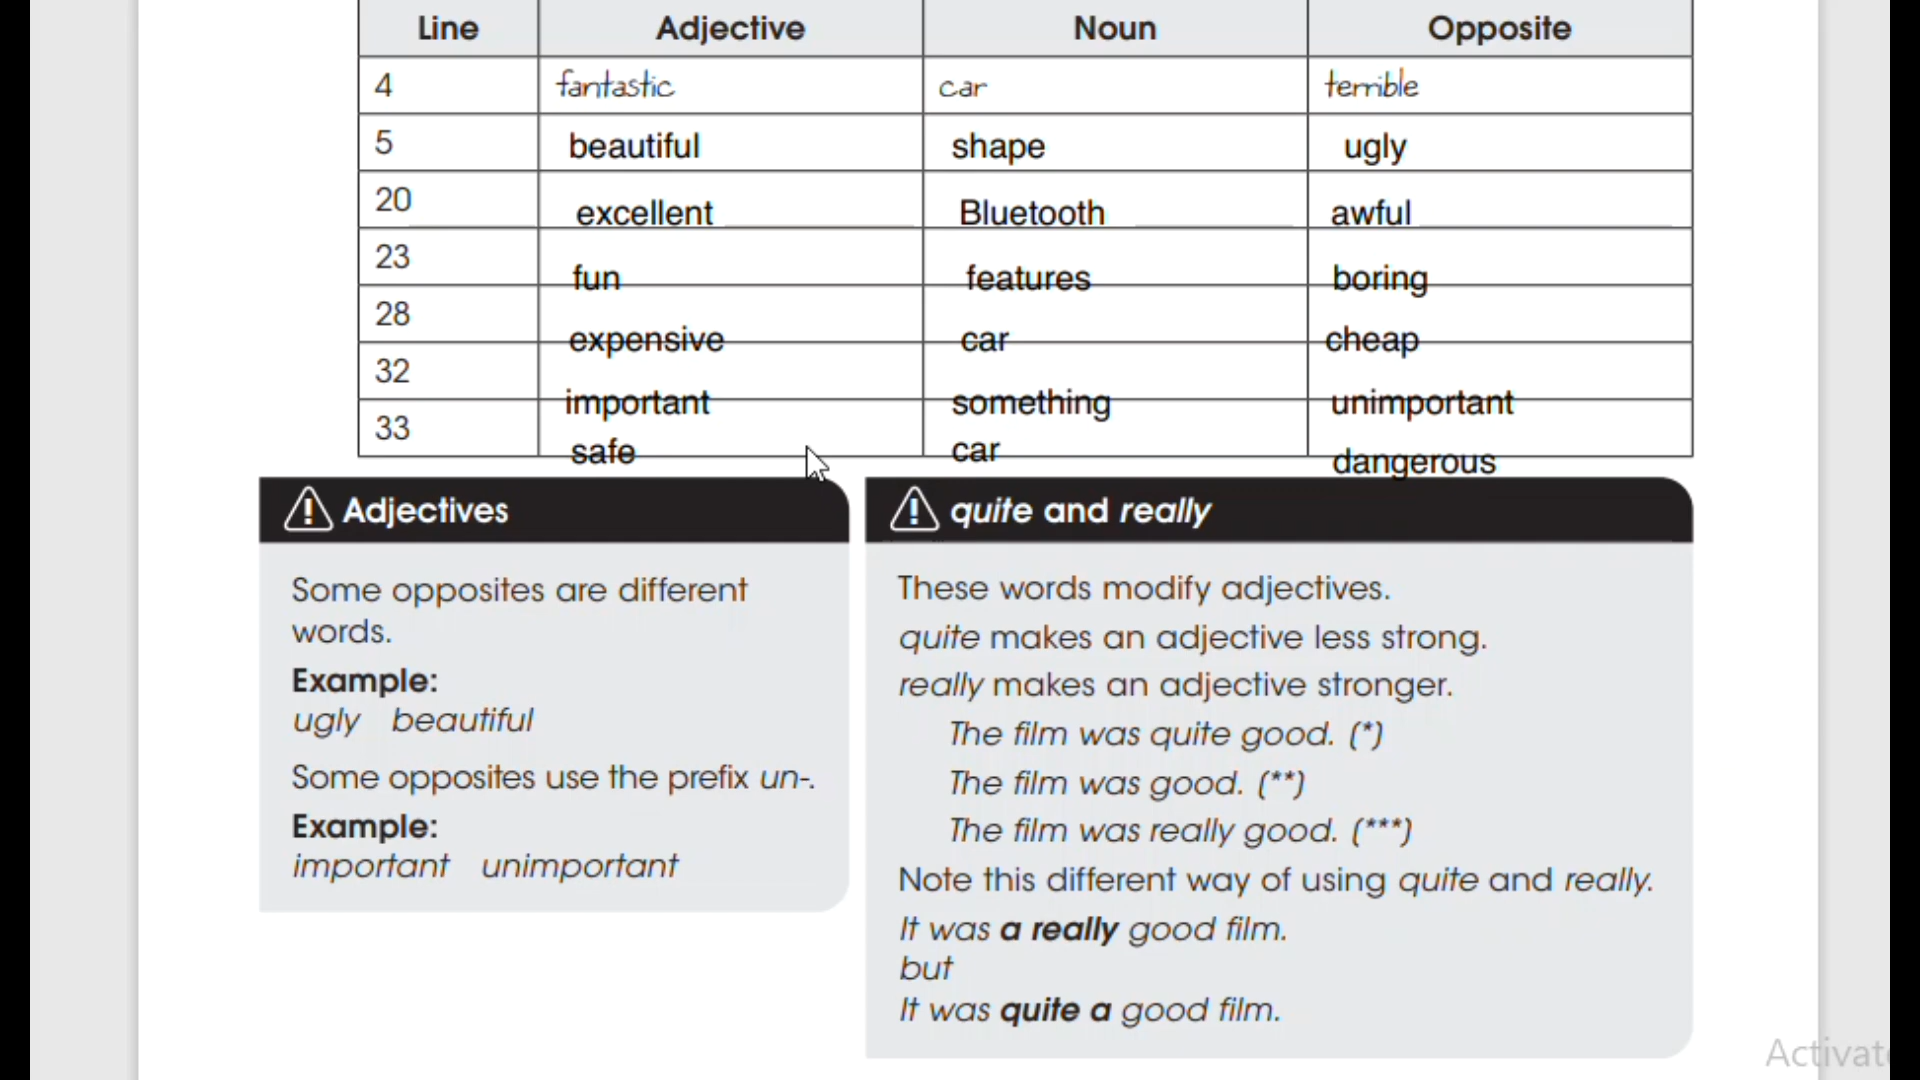 Line Adjective Noun Opposite
4 fantastic car terrible
5 beautiful shape ugly
20 excellent Bluetooth awful
23 fun features boring
28 expensive car cheap
32 important something unimportant
33 safe car dangerous
Adjectives
Some opposites are different
words.
Example:
ugly beautiful
Some opposites use the prefix un-.
Example:
important unimportant
quite and really
These words modify adjectives.
quite makes an adjective less strong.
really makes an adjective stronger.
The film was quite good. (*)
The film was good. (**)
The film was really good. (***)
Note this different way of using quite and really.
It was a really good film.
but
It was quite a good film.
Activate